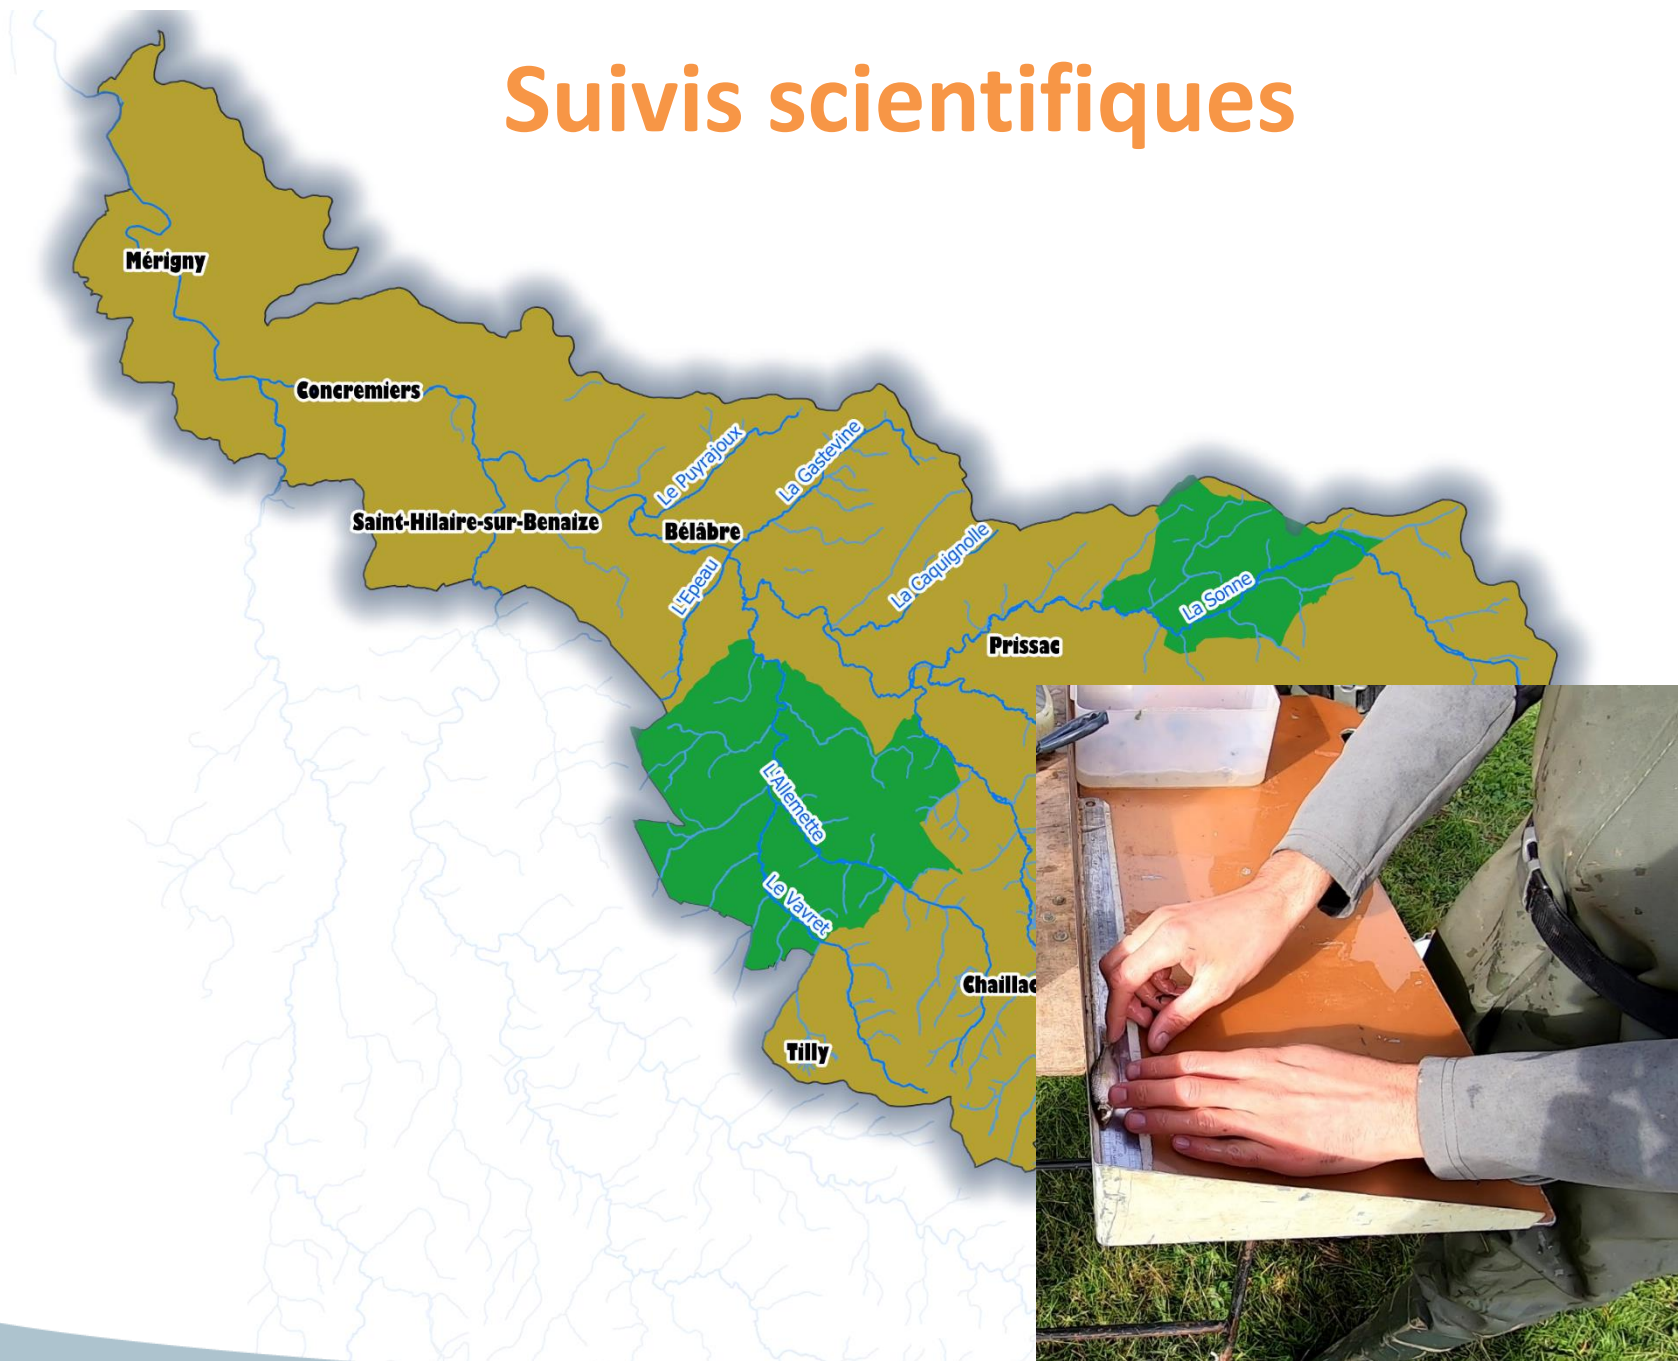 Suivis scientifiques
Mérigny
Concremiers
Le Puyrajoux
La Gastevine
Saint-Hilaire-sur-Benaize
Bélâbre
L'Epeau
La Caquignolle
La Sonne
Prissac
L'Allemette
Le Vavret
Chaillac
Tilly